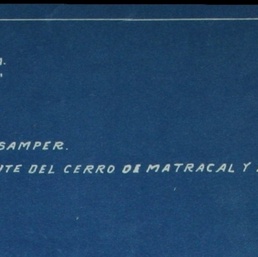 SAMPER.
TE DEL CERRO DE MATRACAL Y